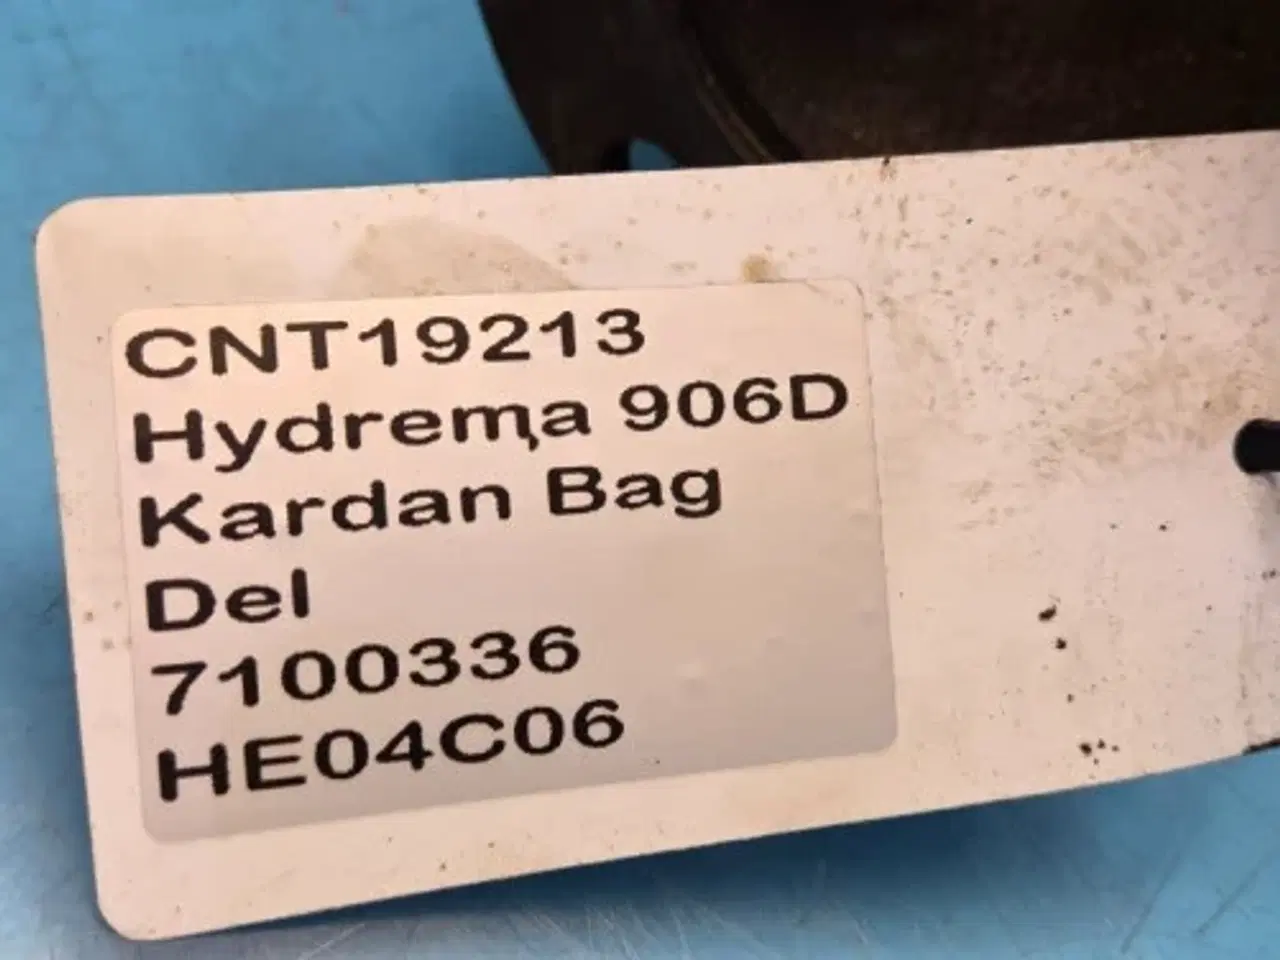 CNT19213
Hydrema 906D
Kardan Bag
Del
7100336
HE04C06